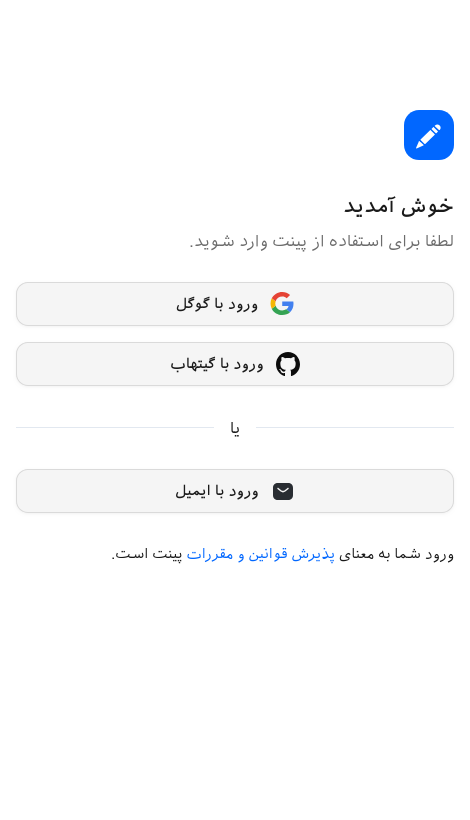 خوش آمدید
لطفا برای استفاده از پینت وارد شوید.
ورود با گوگل
ورود با گیتهاب
یا
ورود با ایمیل
ورود شما به معنای پذیرش قوانین و مقررات پینت است.